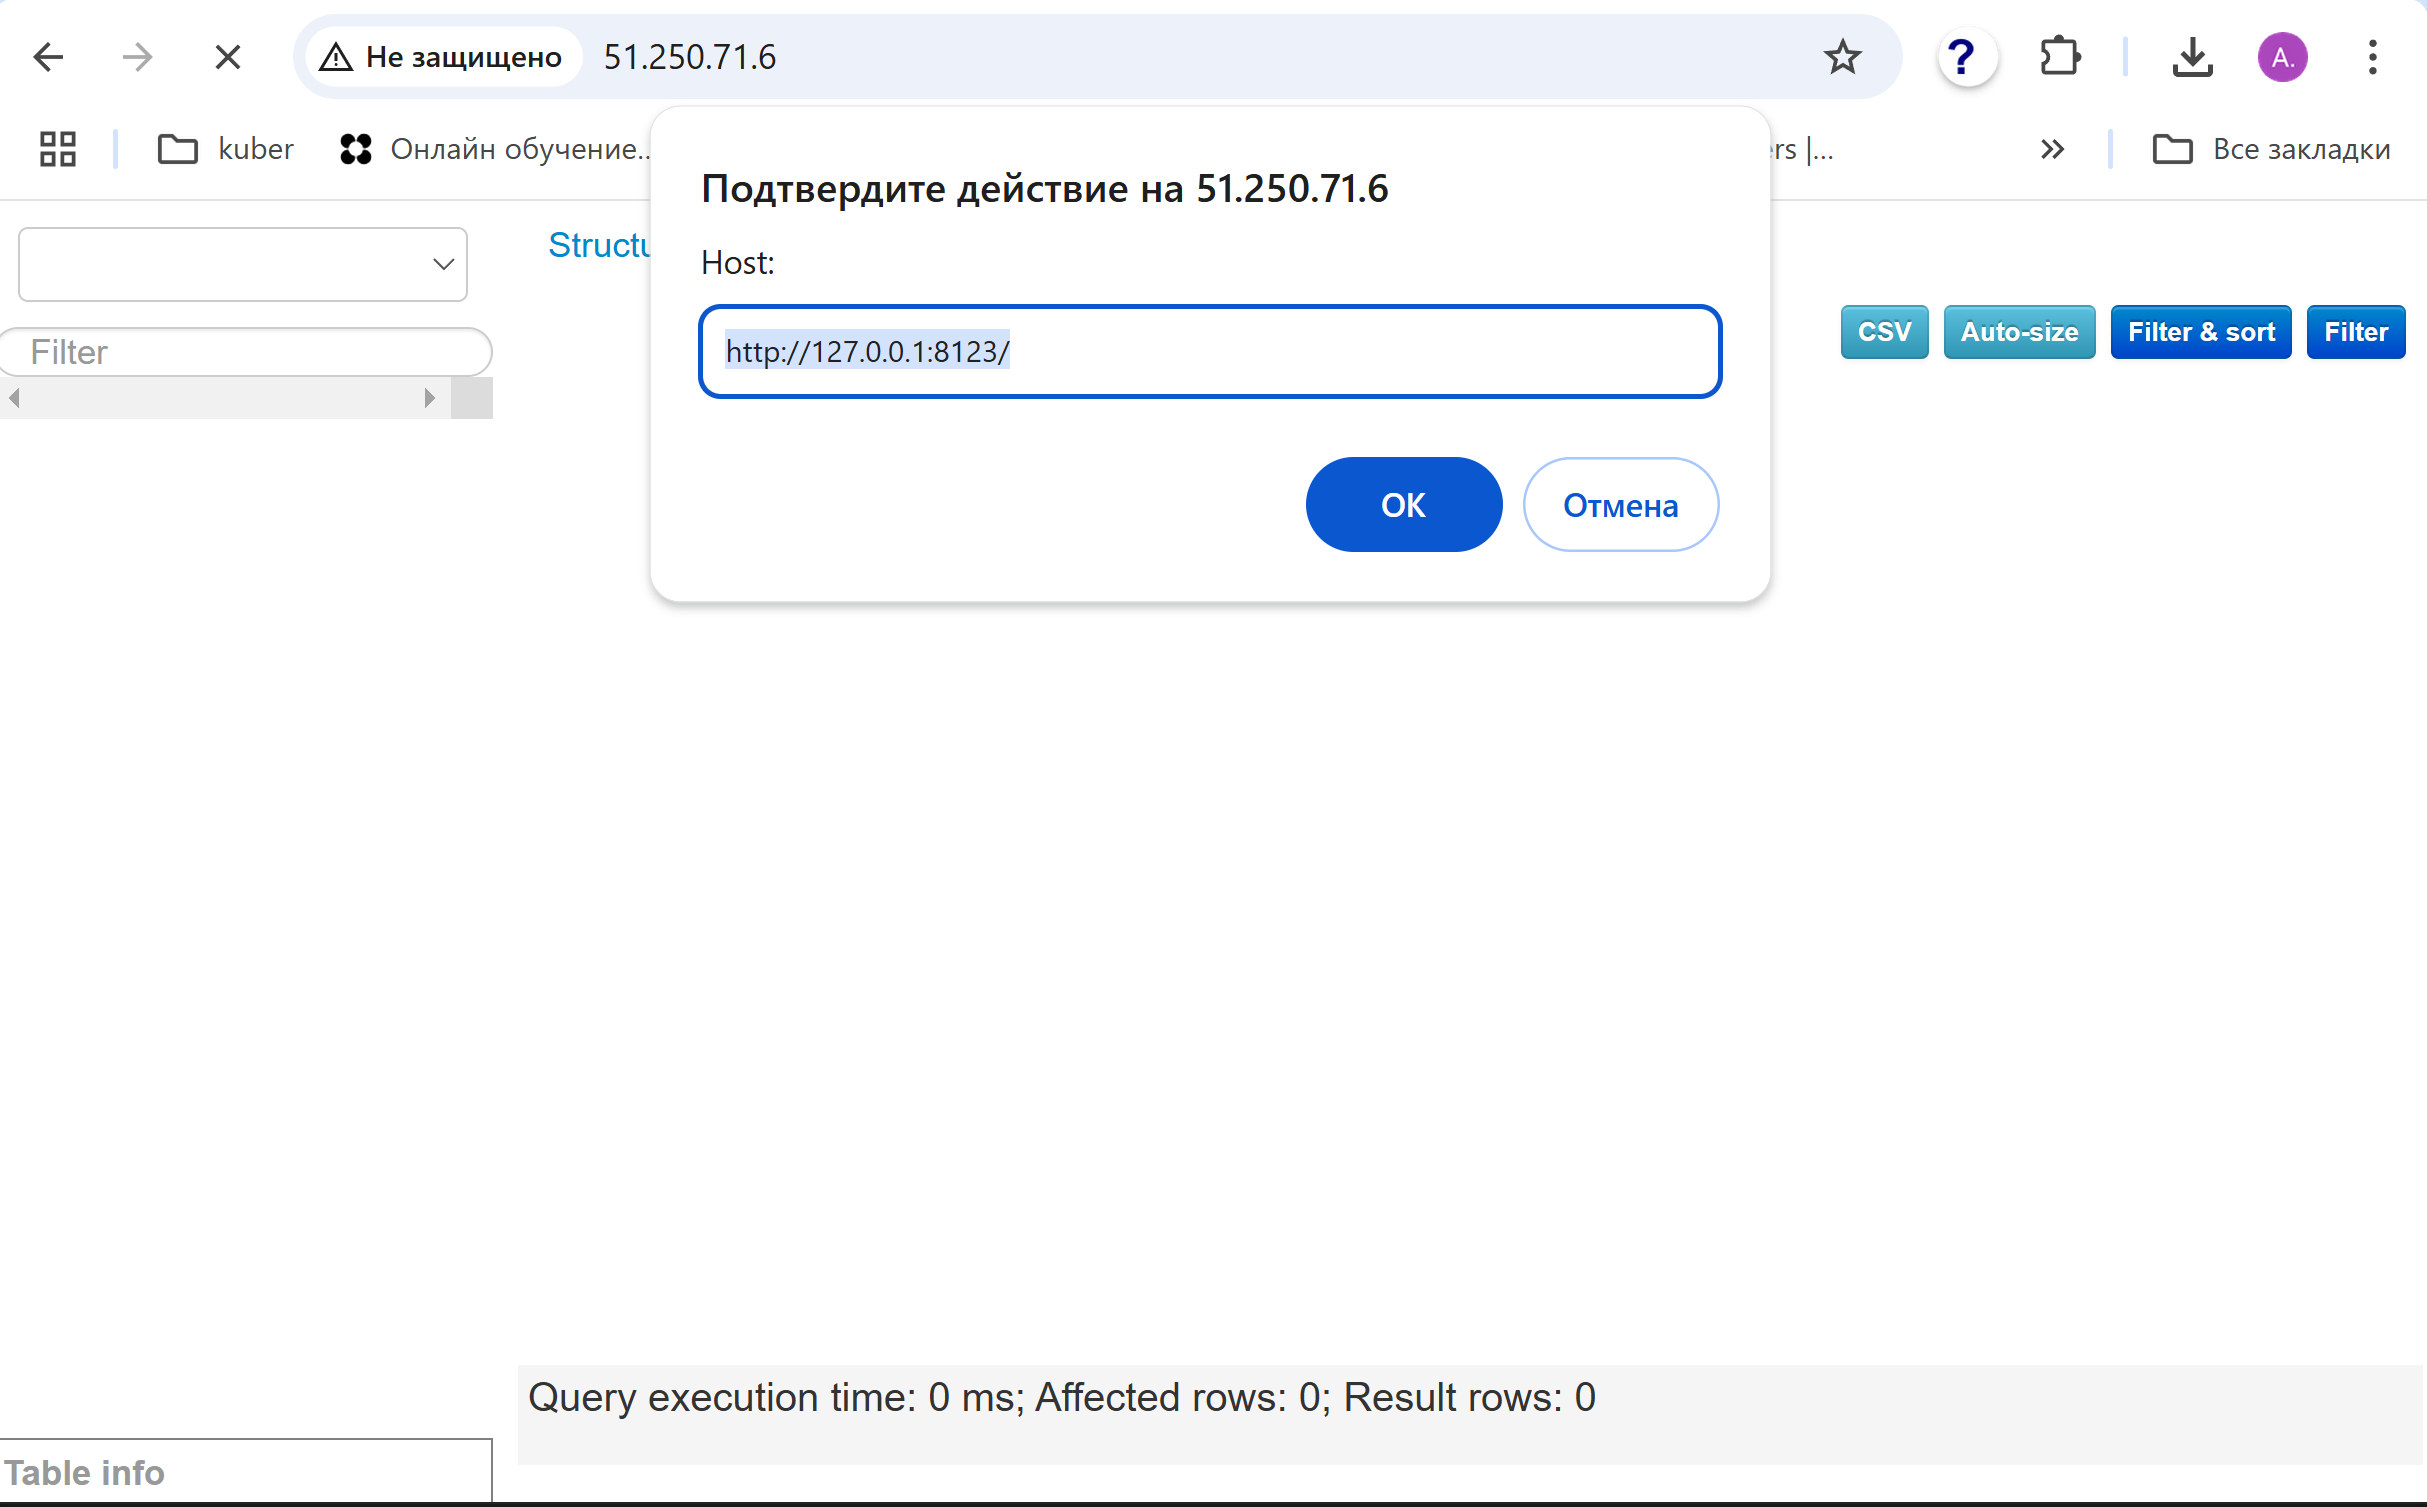 Не защищено 51.250.71.6
A.
kuber Онлайн обучение... ers |... Все закладки
Подтвердите действие на 51.250.71.6
Structu
Host:
http://127.0.0.1:8123/
CSV Auto-size Filter & sort Filter
Filter
ОК Отмена
Query execution time: 0 ms; Affected rows: 0; Result rows: 0
Table info